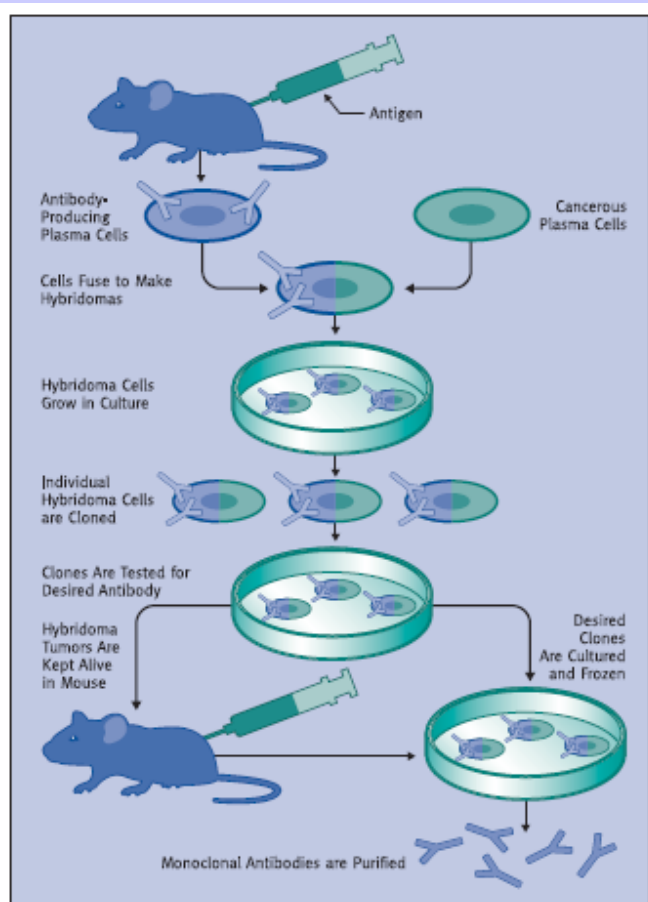 Antigen
Antibody-
Producing
Plasma Cells
Cancerous
Plasma Cells
Cells Fuse to Make
Hybridomas
Hybridoma Cells
Grow in Culture
Individual
Hybridoma Cells
are Cloned
Clones Are Tested for
Desired Antibody
Hybridoma
Tumors Are
Kept Alive
in Mouse
Desired
Clones
Are Cultured
and Frozen
Monoclonal Antibodies are Purified